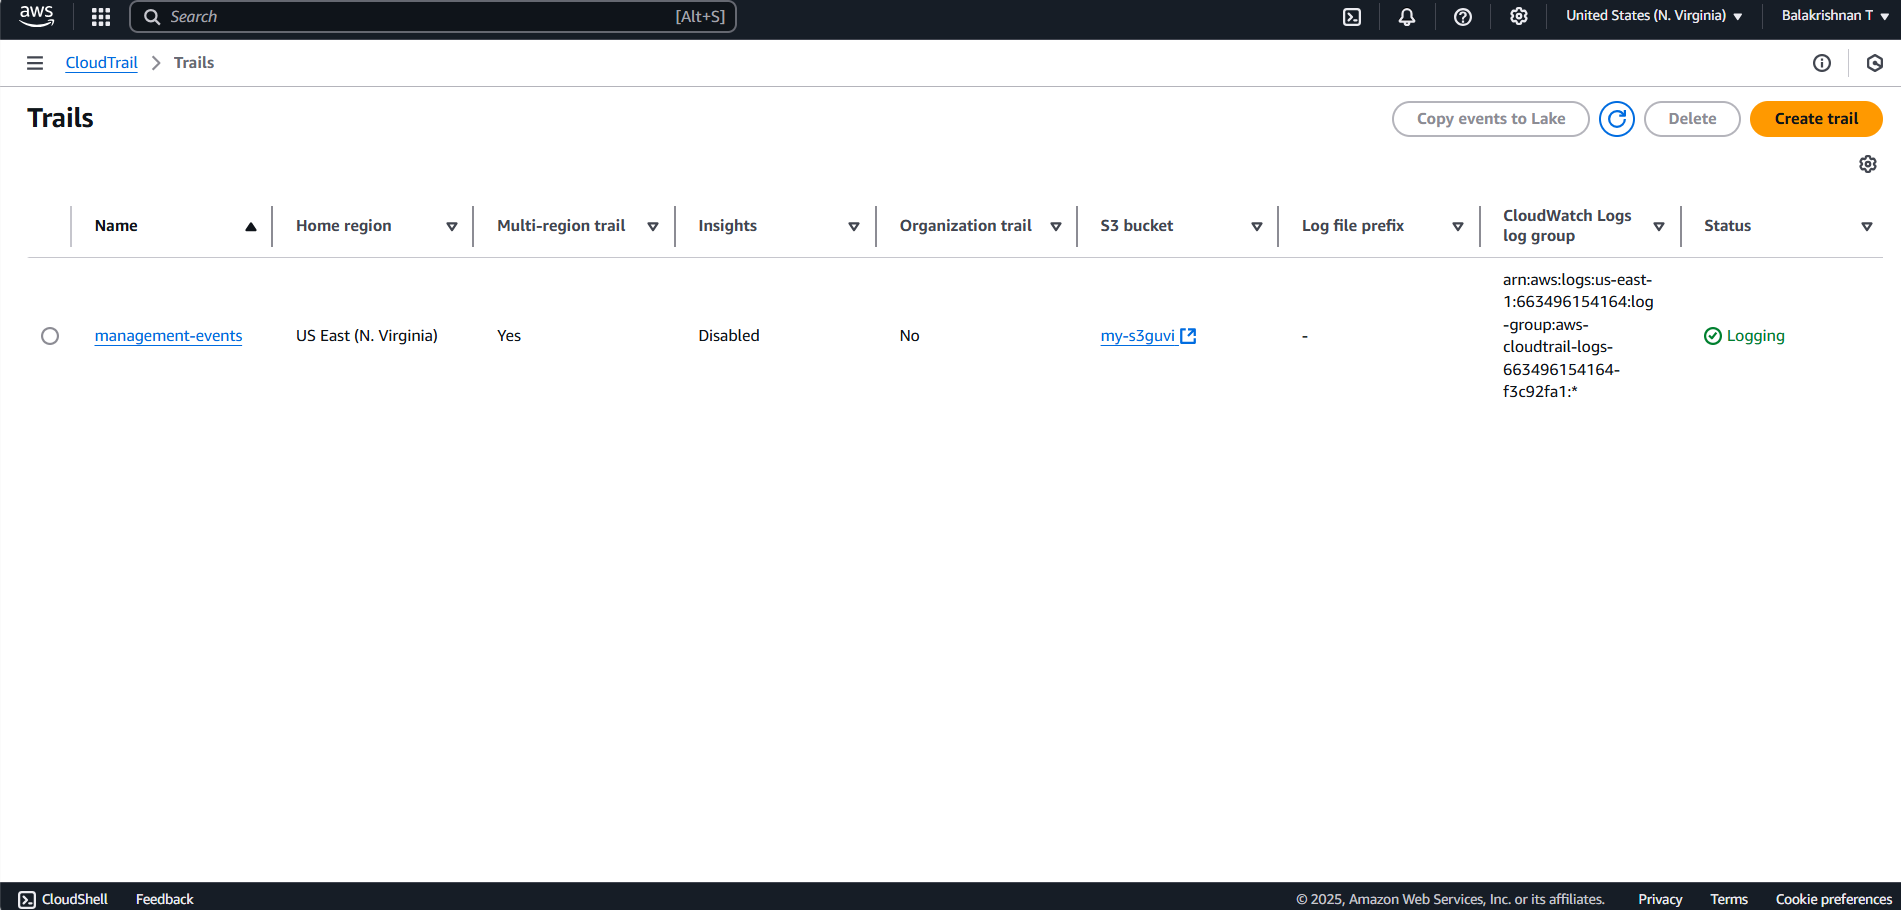 aws
Search [Alt+S]
United States (N. Virginia) Balakrishnan T
CloudTrail Trails
Trails
Copy events to Lake Delete Create trail
Name Home region Multi-region trail Insights Organization trail S3 bucket Log file prefix CloudWatch Logs log group Status
management-events US East (N. Virginia) Yes Disabled No my-s3guvi - arn:aws:logs:us-east-
1:663496154164:log
-group:aws-
cloudtrail-logs-
663496154164-
f3c92fa1:*
Logging
CloudShell Feedback © 2025, Amazon Web Services, Inc. or its affiliates. Privacy Terms Cookie preferences